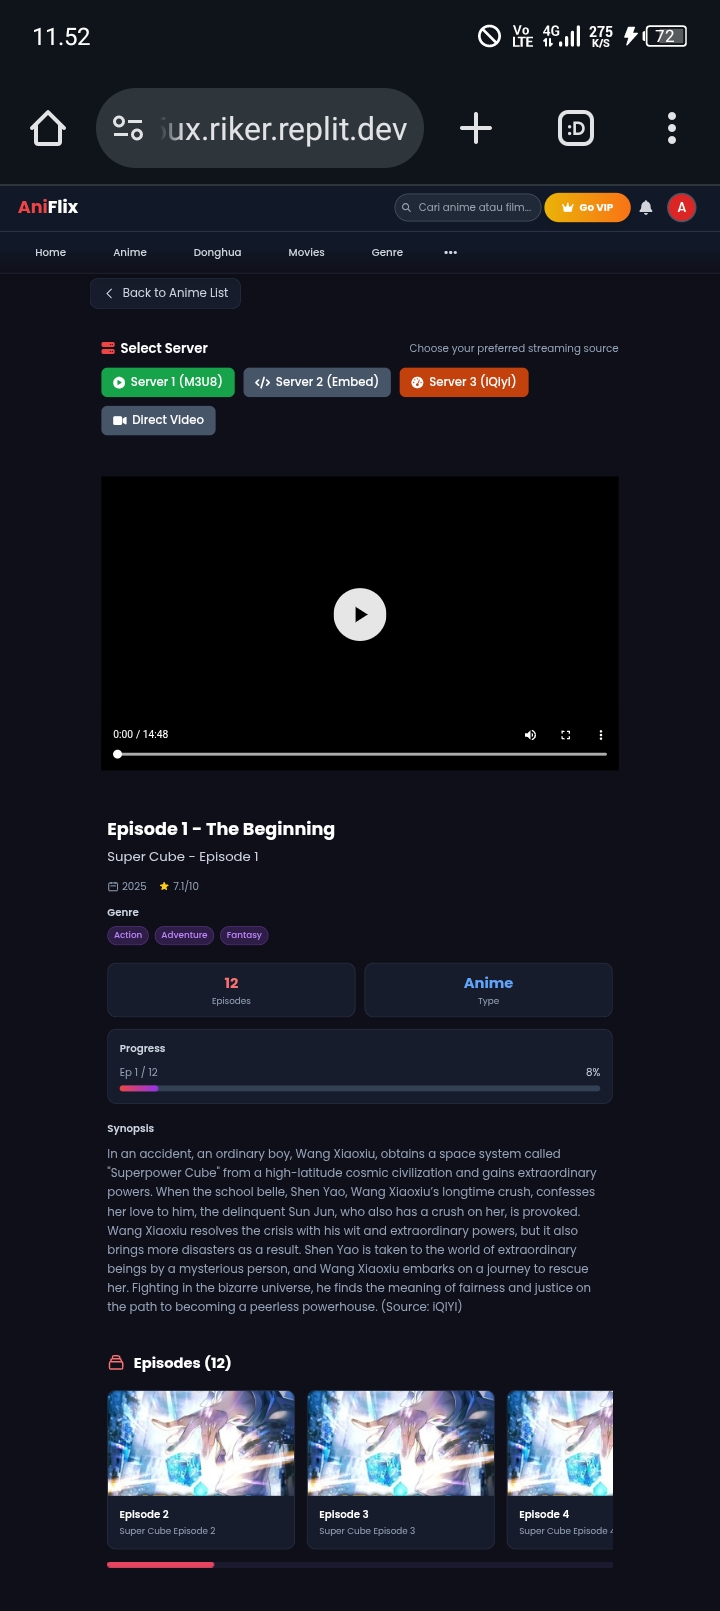 11.52
Vo LTE 4G 275 K/S 72
ux.riker.replit.dev
:D
AniFlix
Cari anime atau film...
Go VIP
A
Home Anime Donghua Movies Genre •••
Back to Anime List
Select Server
Choose your preferred streaming source
Server 1 (M3U8) Server 2 (Embed) Server 3 (iQiyi)
Direct Video
0:00 / 14:48
Episode 1 - The Beginning
Super Cube - Episode 1
2025 7.1/10
Genre
Action Adventure Fantasy
12 Anime
Episodes Type
Progress
Ep 1 / 12 8%
Synopsis
In an accident, an ordinary boy, Wang Xiaoxiu, obtains a space system called
"Superpower Cube" from a high-latitude cosmic civilization and gains extraordinary
powers. When the school belle, Shen Yao, Wang Xiaoxiu's longtime crush, confesses
her love to him, the delinquent Sun Jun, who also has a crush on her, is provoked.
Wang Xiaoxiu resolves the crisis with his wit and extraordinary powers, but it also
brings more disasters as a result. Shen Yao is taken to the world of extraordinary
beings by a mysterious person, and Wang Xiaoxiu embarks on a journey to rescue
her. Fighting in the bizarre universe, he finds the meaning of fairness and justice on
the path to becoming a peerless powerhouse. (Source: iQIYI)
Episodes (12)
Episode 2 Episode 3 Episode 4
Super Cube Episode 2 Super Cube Episode 3 Super Cube Episode 4